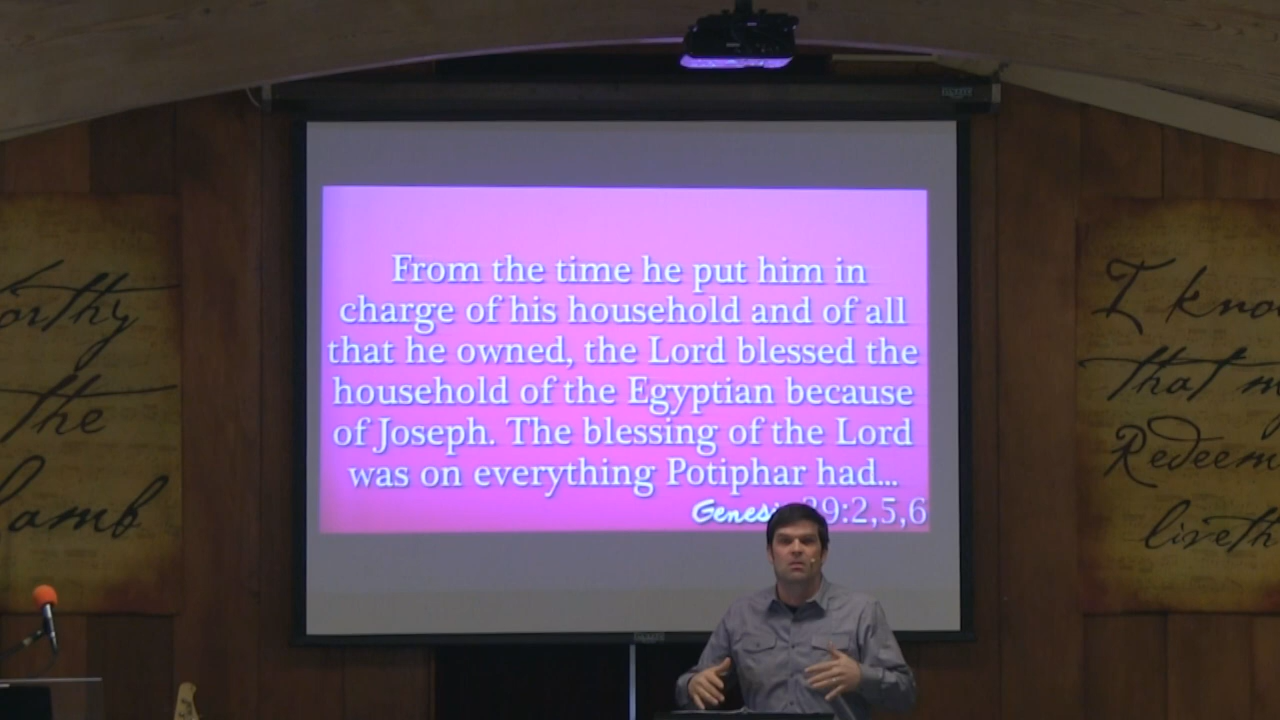 From the time he put him in
charge of his household and of all
that he owned, the Lord blessed the
household of the Egyptian because
of Joseph. The blessing of the Lord
was on everything Potiphar had...
Genesi 39:2,5,6
orthy
the
Lamb
I kno
that m
Redeem
liveth